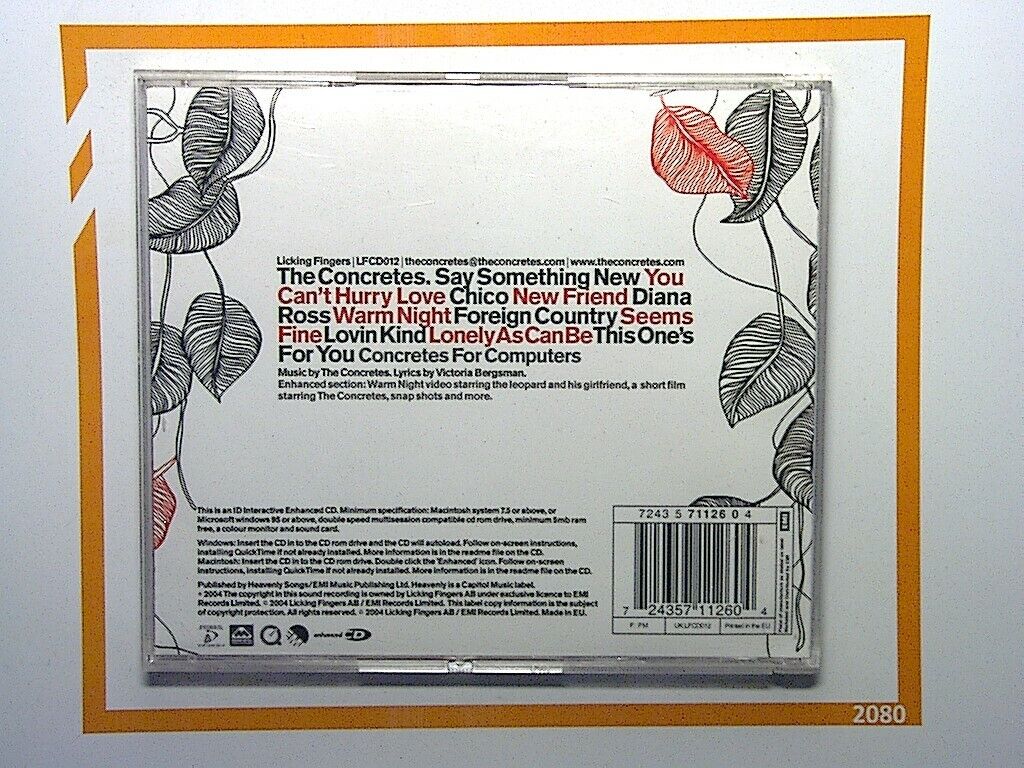 Licking Fingers | LFCD012 | theconcretes@theconcretes.com | www.theconcretes.com
The Concretes. Say Something New You
Can't Hurry Love Chico New Friend Diana
Ross Warm Night Foreign Country Seems
Fine Lovin Kind Lonely As Can Be This One's
For You Concretes For Computers
Music by The Concretes. Lyrics by Victoria Bergsman.
Enhanced section: Warm Night video starring the leopard and his girlfriend, a short film
starring The Concretes, snap shots and more.
This is an ID Interactive Enhanced CD. Minimum specification: Macintosh system 7.5 or above, or
Microsoft windows 95 or above, double speed multisession compatible cd rom drive, minimum 5mb ram
free, a colour monitor and sound card.
Windows: Insert the CD in to the CD rom drive and the CD will autoload. Follow on-screen instructions,
installing QuickTime if not already installed. More information is in the readme file on the CD.
Macintosh: Insert the CD in to the CD rom drive. Double click the 'Enhanced' icon. Follow on-screen
instructions, installing QuickTime if not already installed. More information is in the readme file on the CD.
Published by Heavenly Songs/EMI Music Publishing Ltd. Heavenly is a Capitol Music label.
℗ 2004 The copyright in this sound recording is owned by Licking Fingers AB under exclusive licence to EMI
Records Limited. © 2004 Licking Fingers AB / EMI Records Limited. This label copy information is the subject
of copyright protection. All rights reserved. © 2004 Licking Fingers AB / EMI Records Limited. Made in EU.
enhanced CD
7243 5 71126 0 4
EMI
7 24357 11260 4
F: PM
UK:LFCD012
Printed in the EU
2080